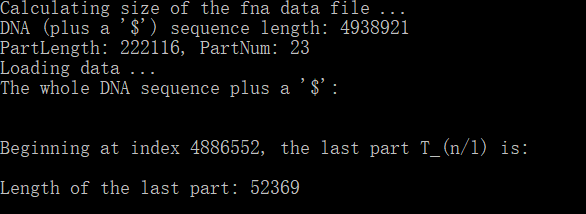 Calculating size of the fna data file ...
DNA (plus a '$') sequence length: 4938921
PartLength: 222116, PartNum: 23
Loading data ...
The whole DNA sequence plus a '$':
Beginning at index 4886552, the last part T_(n/l) is:
Length of the last part: 52369